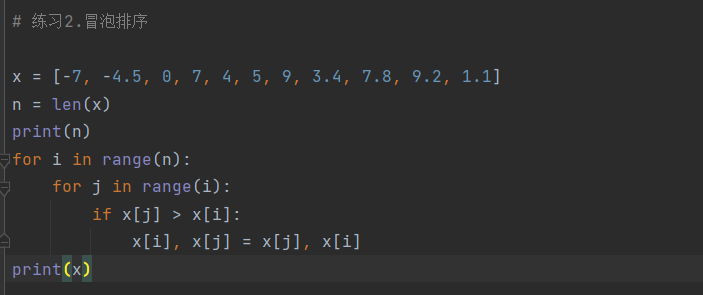 # 练习2.冒泡排序
x = [-7, -4.5, 0, 7, 4, 5, 9, 3.4, 7.8, 9.2, 1.1]
n = len(x)
print(n)
for i in range(n):
    for j in range(i):
        if x[j] > x[i]:
            x[i], x[j] = x[j], x[i]
print(x)